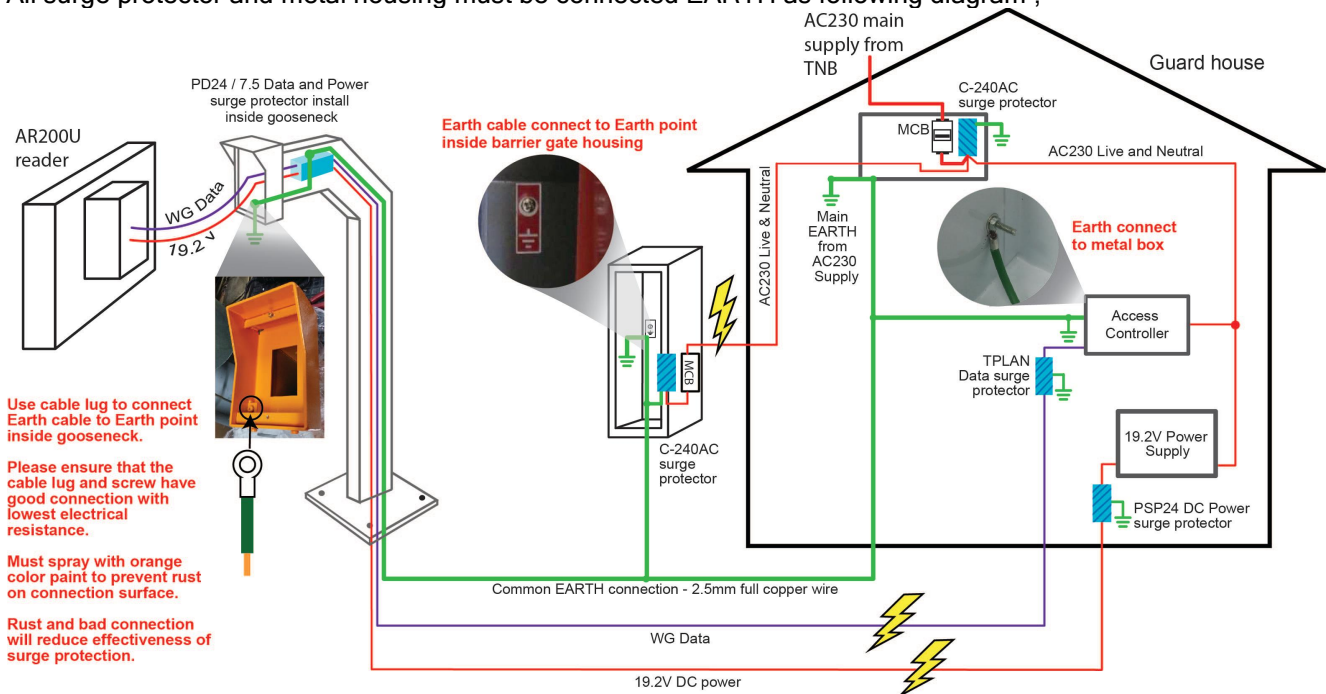 All surge protector and metal housing must be connected EARTH as following diagram ;
AC230 main
supply from
TNB
Guard house
PD24 / 7.5 Data and Power
surge protector install
inside gooseneck
C-240AC
surge protector
AR200U
reader
Earth cable connect to Earth point
inside barrier gate housing
MCB
AC230 Live and Neutral
WG Data
19.2 v
AC230 Live & Neutral
Main
EARTH
from
AC230
Supply
Earth connect
to metal box
Access
Controller
MCB
TPLAN
Data surge
protector
Use cable lug to connect
Earth cable to Earth point
inside gooseneck.
C-240AC
surge
protector
19.2V Power
Supply
Please ensure that the
cable lug and screw have
good connection with
lowest electrical
resistance.
PSP24 DC Power
surge protector
Must spray with orange
color paint to prevent rust
on connection surface.
Common EARTH connection - 2.5mm full copper wire
Rust and bad connection
will reduce effectiveness of
surge protection.
WG Data
19.2V DC power